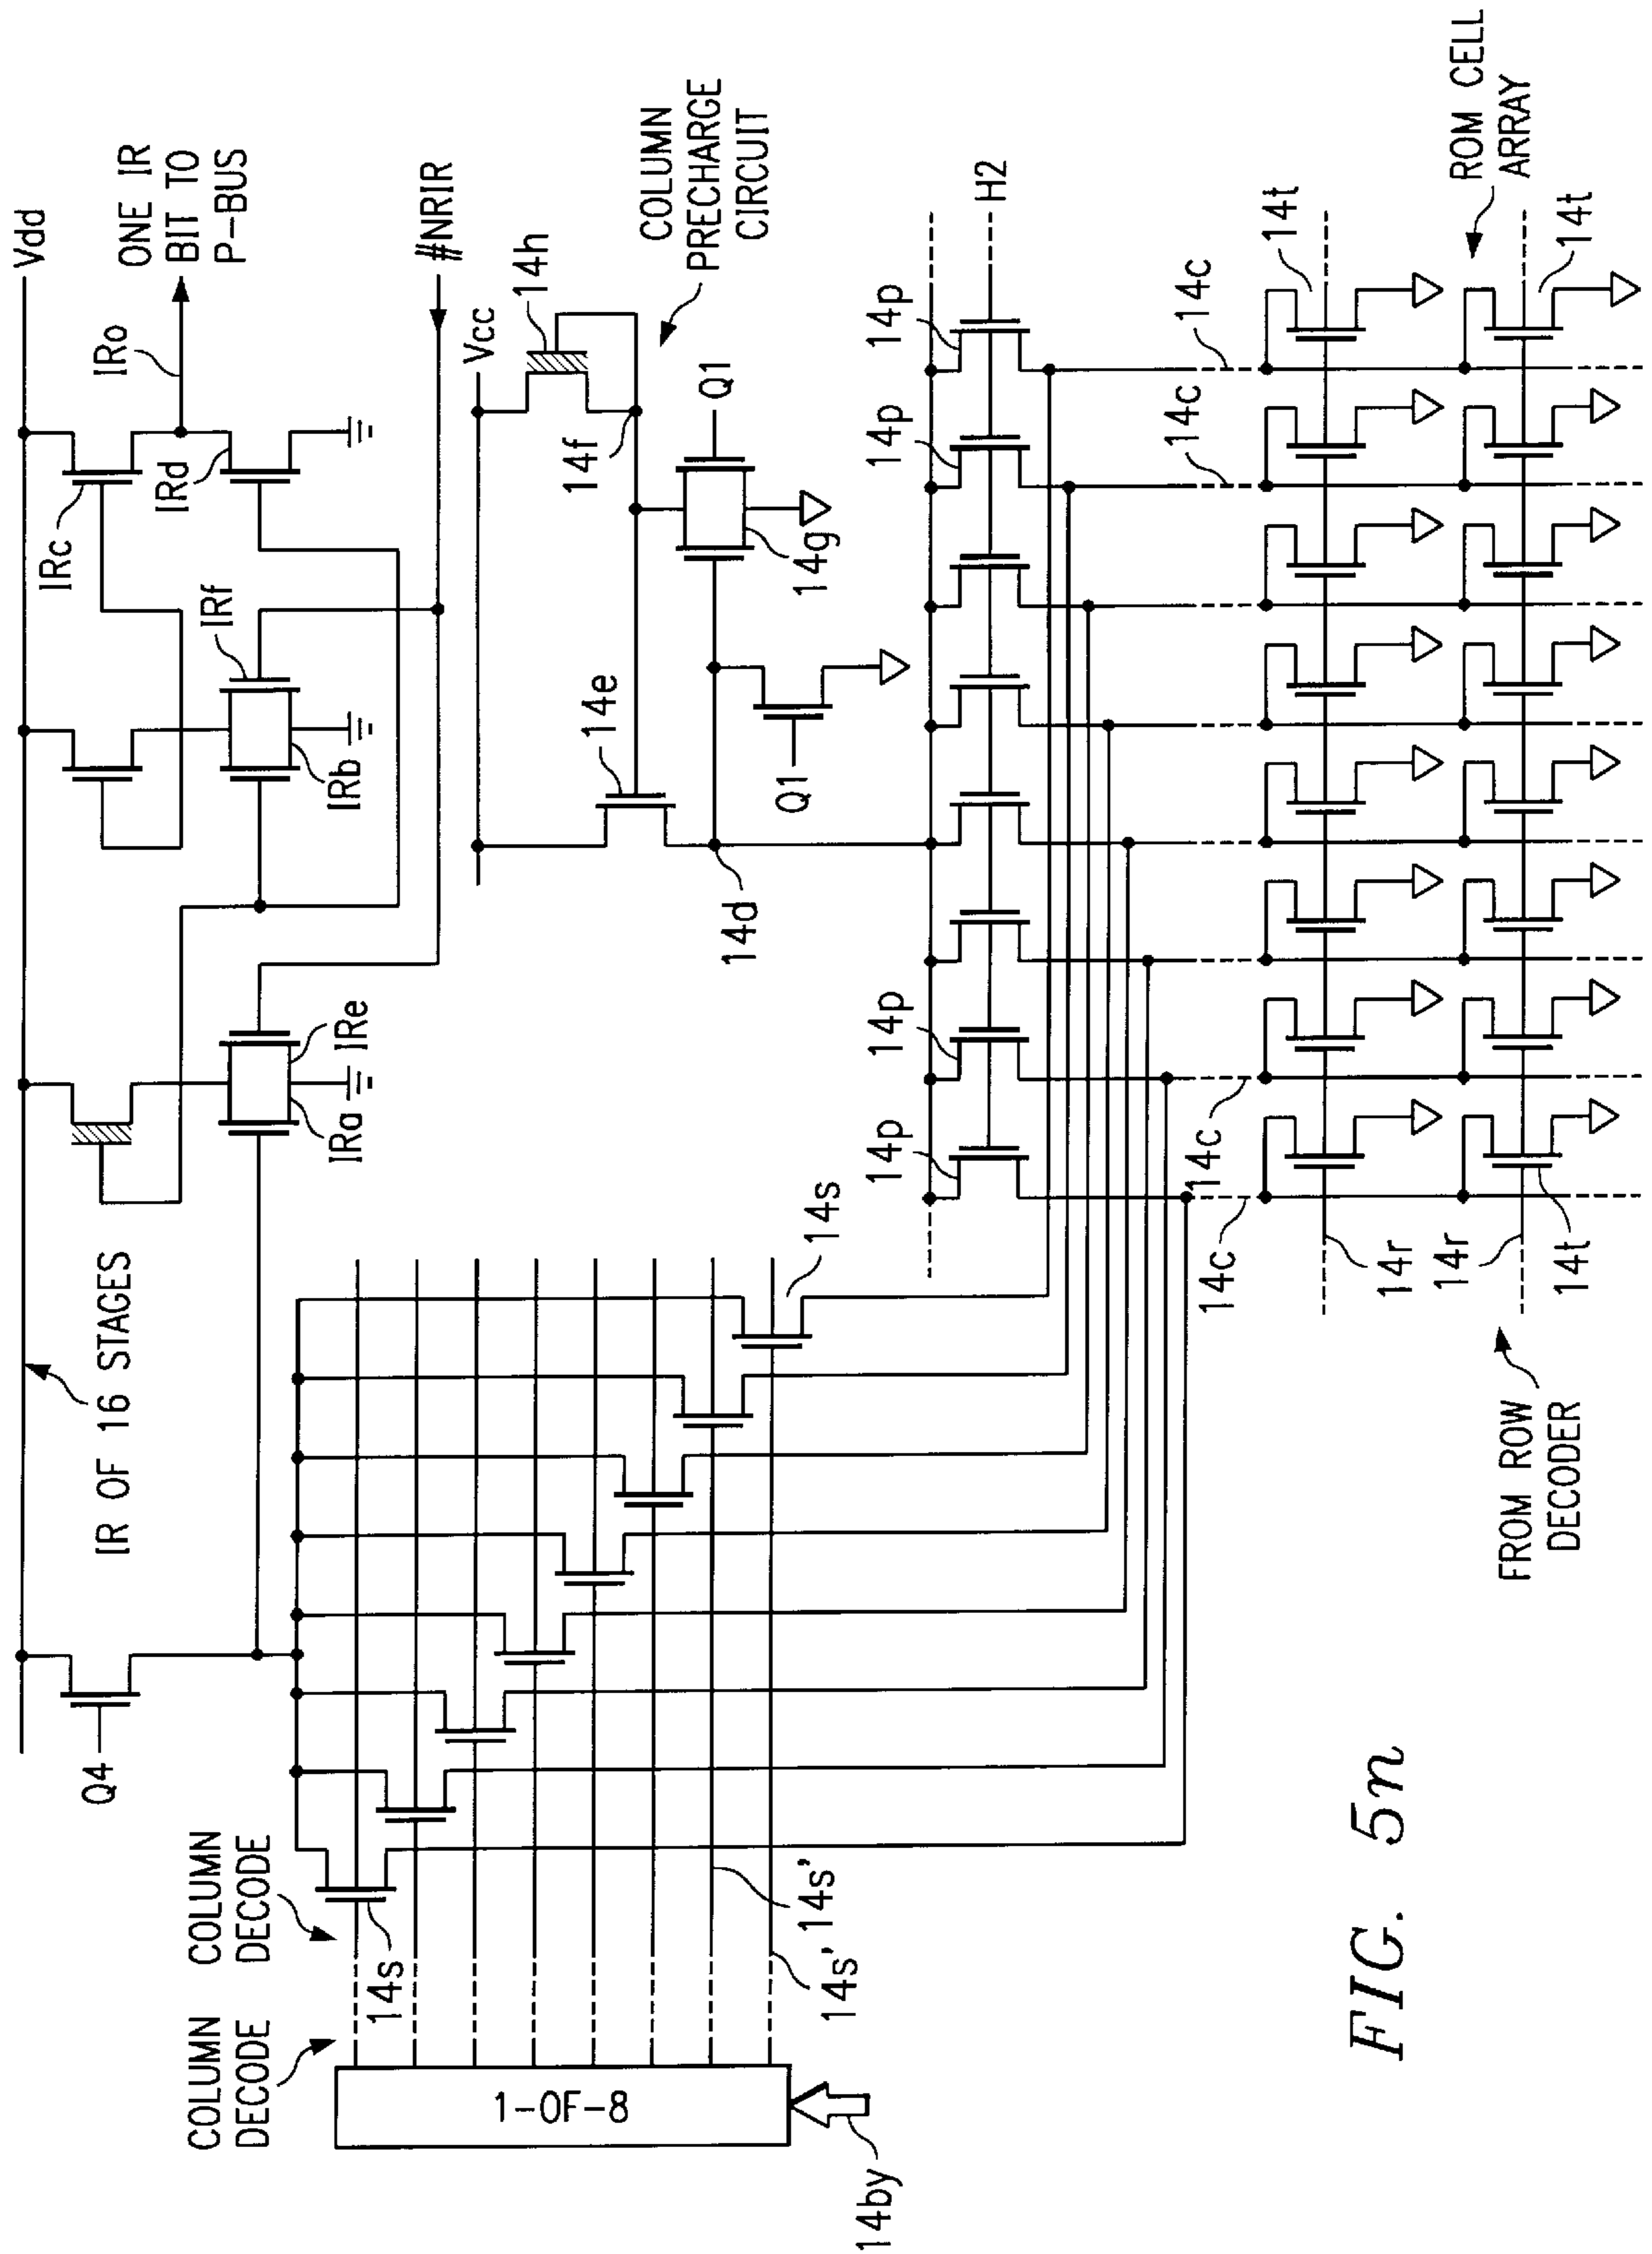 Vdd
IR OF 16 STAGES
Q4
IRc
IRd
IRo
ONE IR
BIT TO
P-BUS
IRf
IRb
IRe
IRa
#NRIR
COLUMN
DECODE
COLUMN
DECODE
1-OF-8
14by
14s
14s'
14s'
14s
Vcc
14h
14f
14e
14g
14d
Q1
Q1
COLUMN
PRECHARGE
CIRCUIT
14p
14p
14p
14p
H2
14c
14c
14c
14c
14r
14r
14t
14t
14t
ROM CELL
ARRAY
FROM ROW
DECODER
FIG. 5n